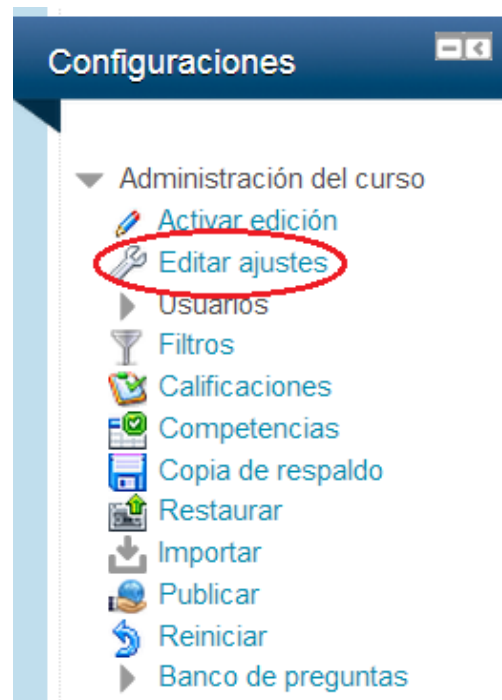 Configuraciones
Administración del curso
Activar edición
Editar ajustes
Usuarios
Filtros
Calificaciones
Competencias
Copia de respaldo
Restaurar
Importar
Publicar
Reiniciar
Banco de preguntas